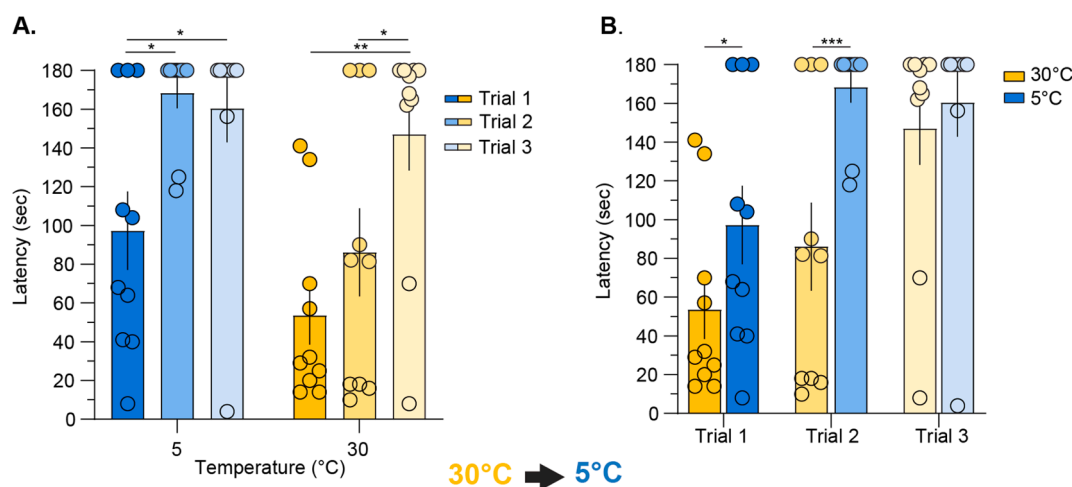 A.
B.
* *
* **
* ***
180
160
140
120
100
80
60
40
20
0
Latency (sec)
Trial 1
Trial 2
Trial 3
5 30
Temperature (°C)
180
160
140
120
100
80
60
40
20
0
Latency (sec)
30°C
5°C
Trial 1 Trial 2 Trial 3
30°C 5°C